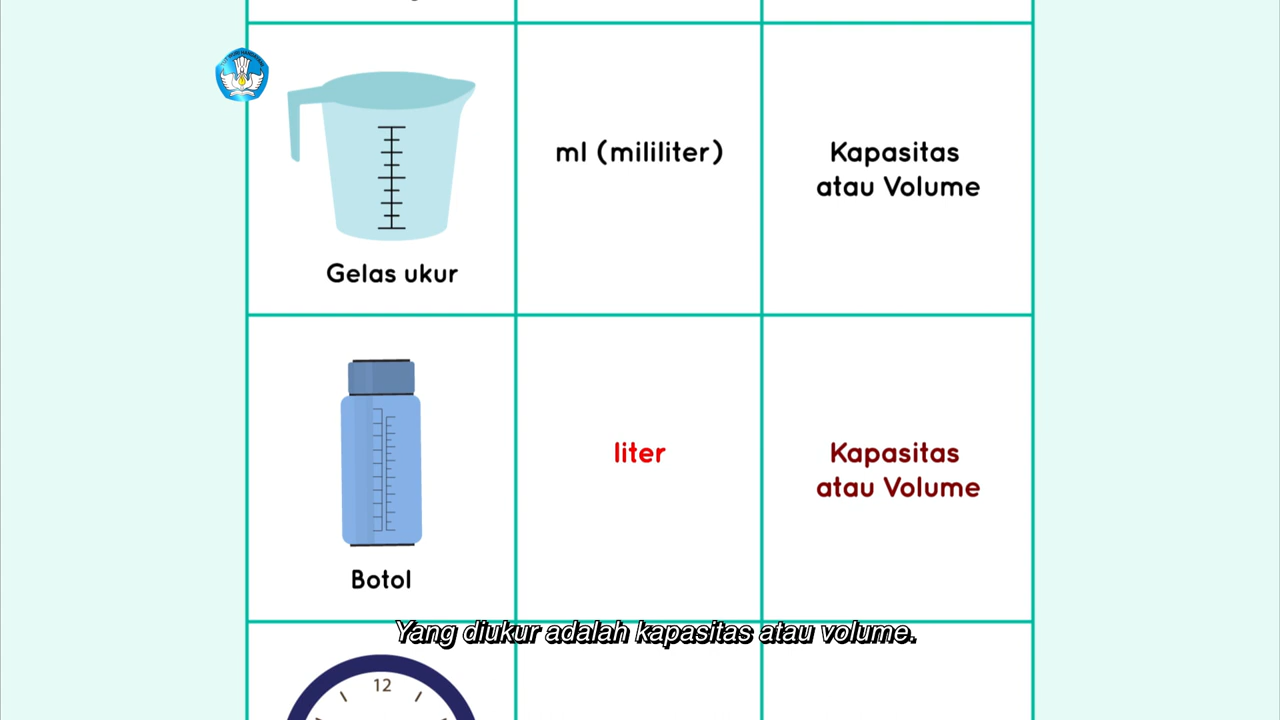 ml (mililiter)
Kapasitas
atau Volume
Gelas ukur
liter
Kapasitas
atau Volume
Botol
Yang diukur adalah kapasitas atau volume.
12